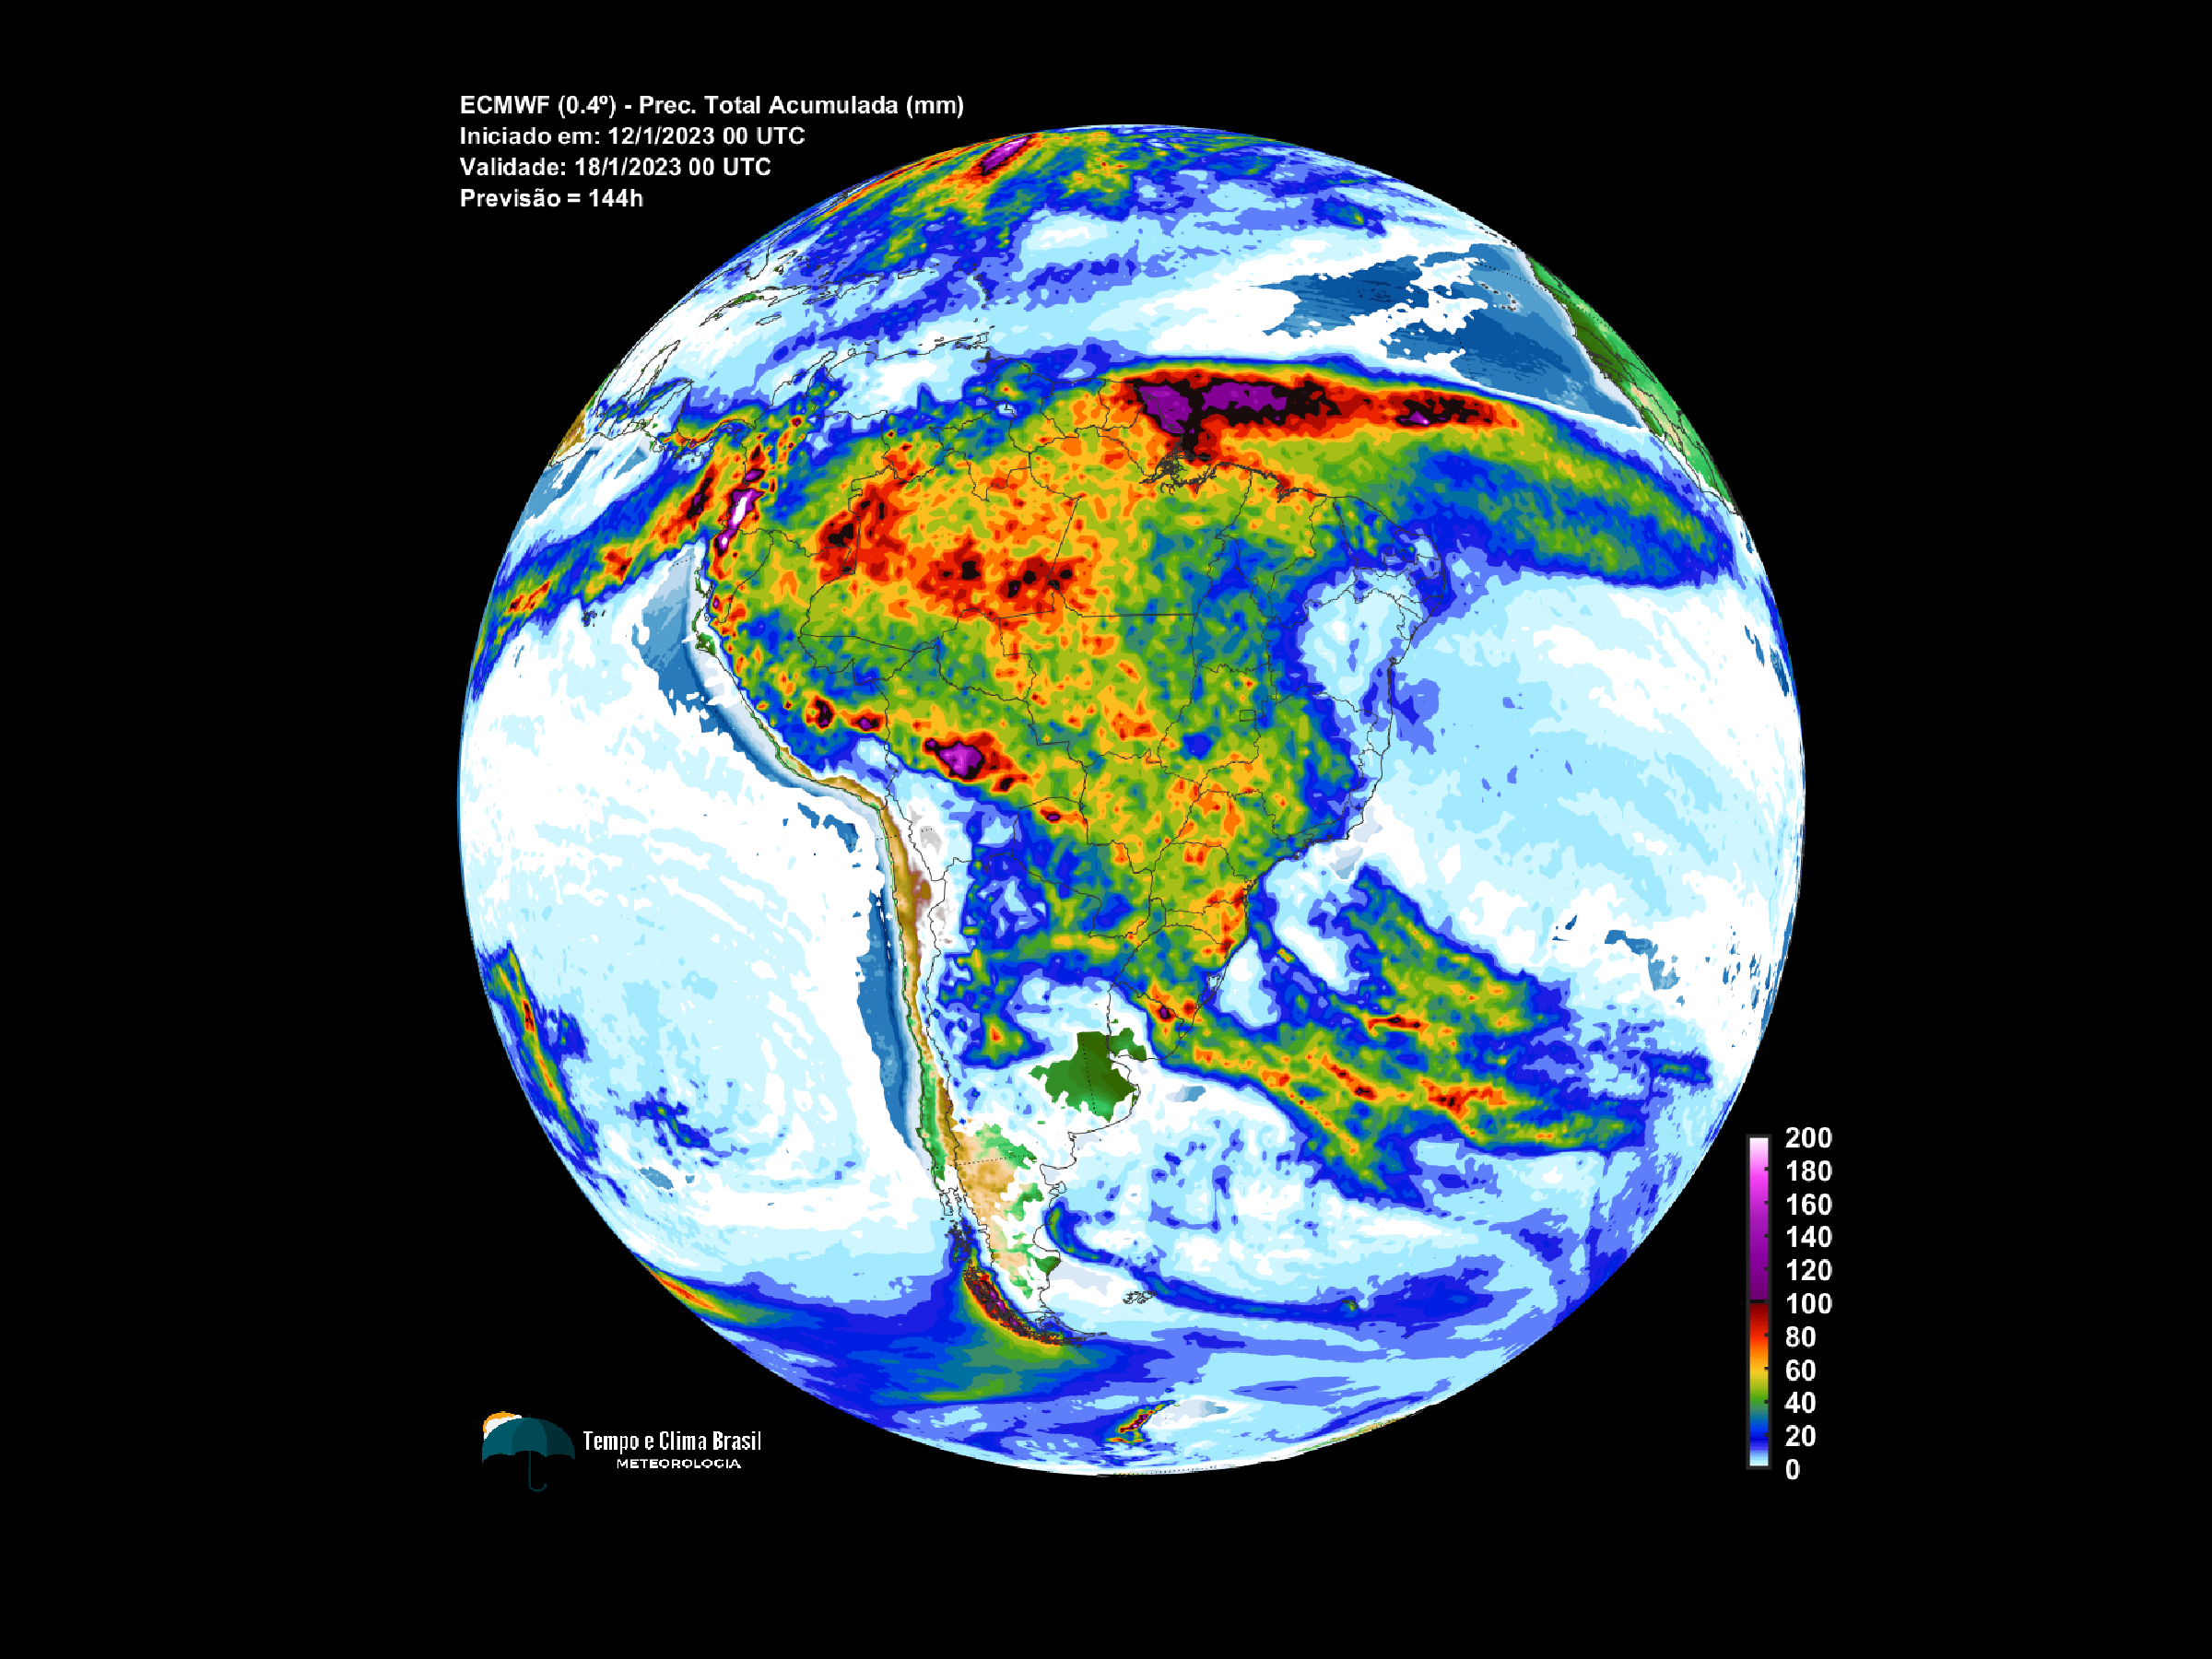 ECMWF (0.4º) - Prec. Total Acumulada (mm)
Iniciado em: 12/1/2023 00 UTC
Validade: 18/1/2023 00 UTC
Previsão = 144h
200
180
160
140
120
100
80
60
40
20
0
Tempo e Clima Brasil
METEOROLOGIA